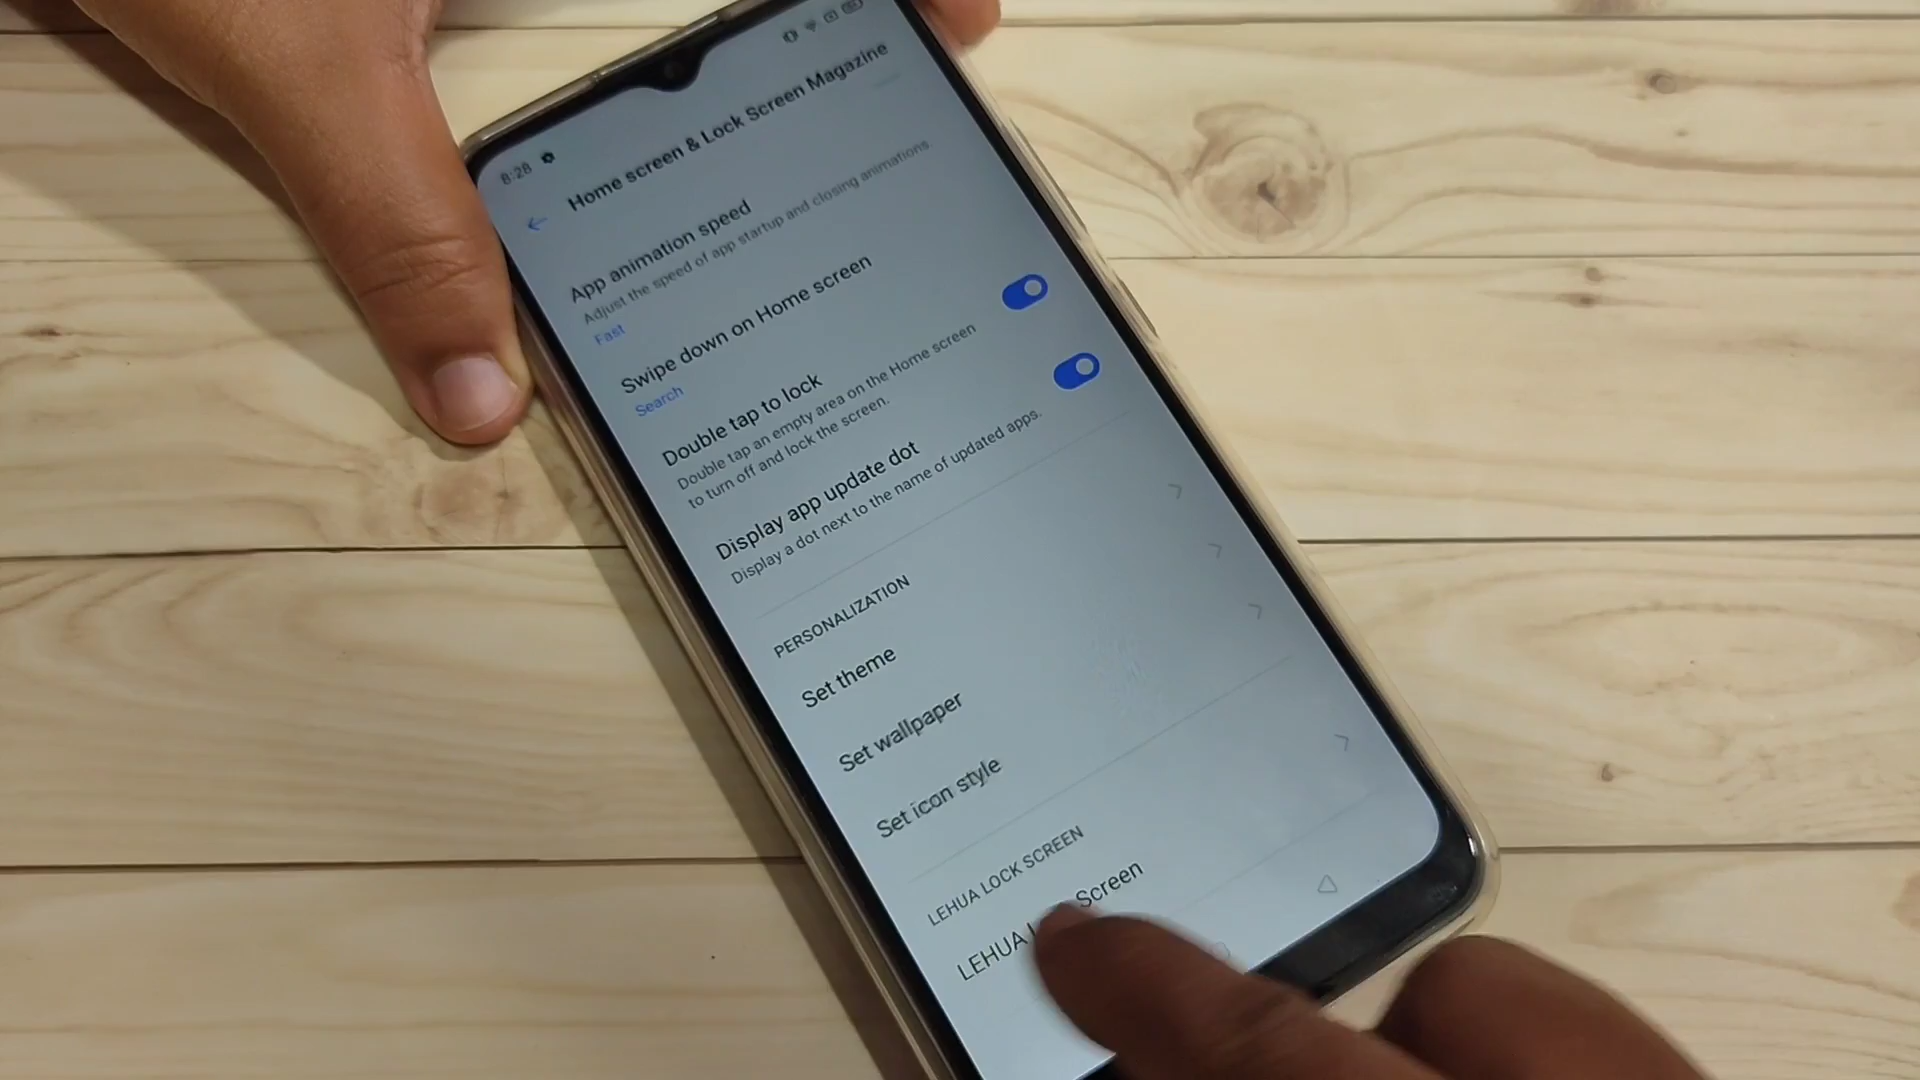 8:28
Home screen & Lock Screen Magazine
App animation speed
Adjust the speed of app startup and closing animations.
Fast
Swipe down on Home screen
Search
Double tap to lock
Double tap an empty area on the Home screen
to turn off and lock the screen.
Display app update dot
Display a dot next to the name of updated apps.
PERSONALIZATION
Set theme
Set wallpaper
Set icon style
LEHUA LOCK SCREEN
LEHUA Screen